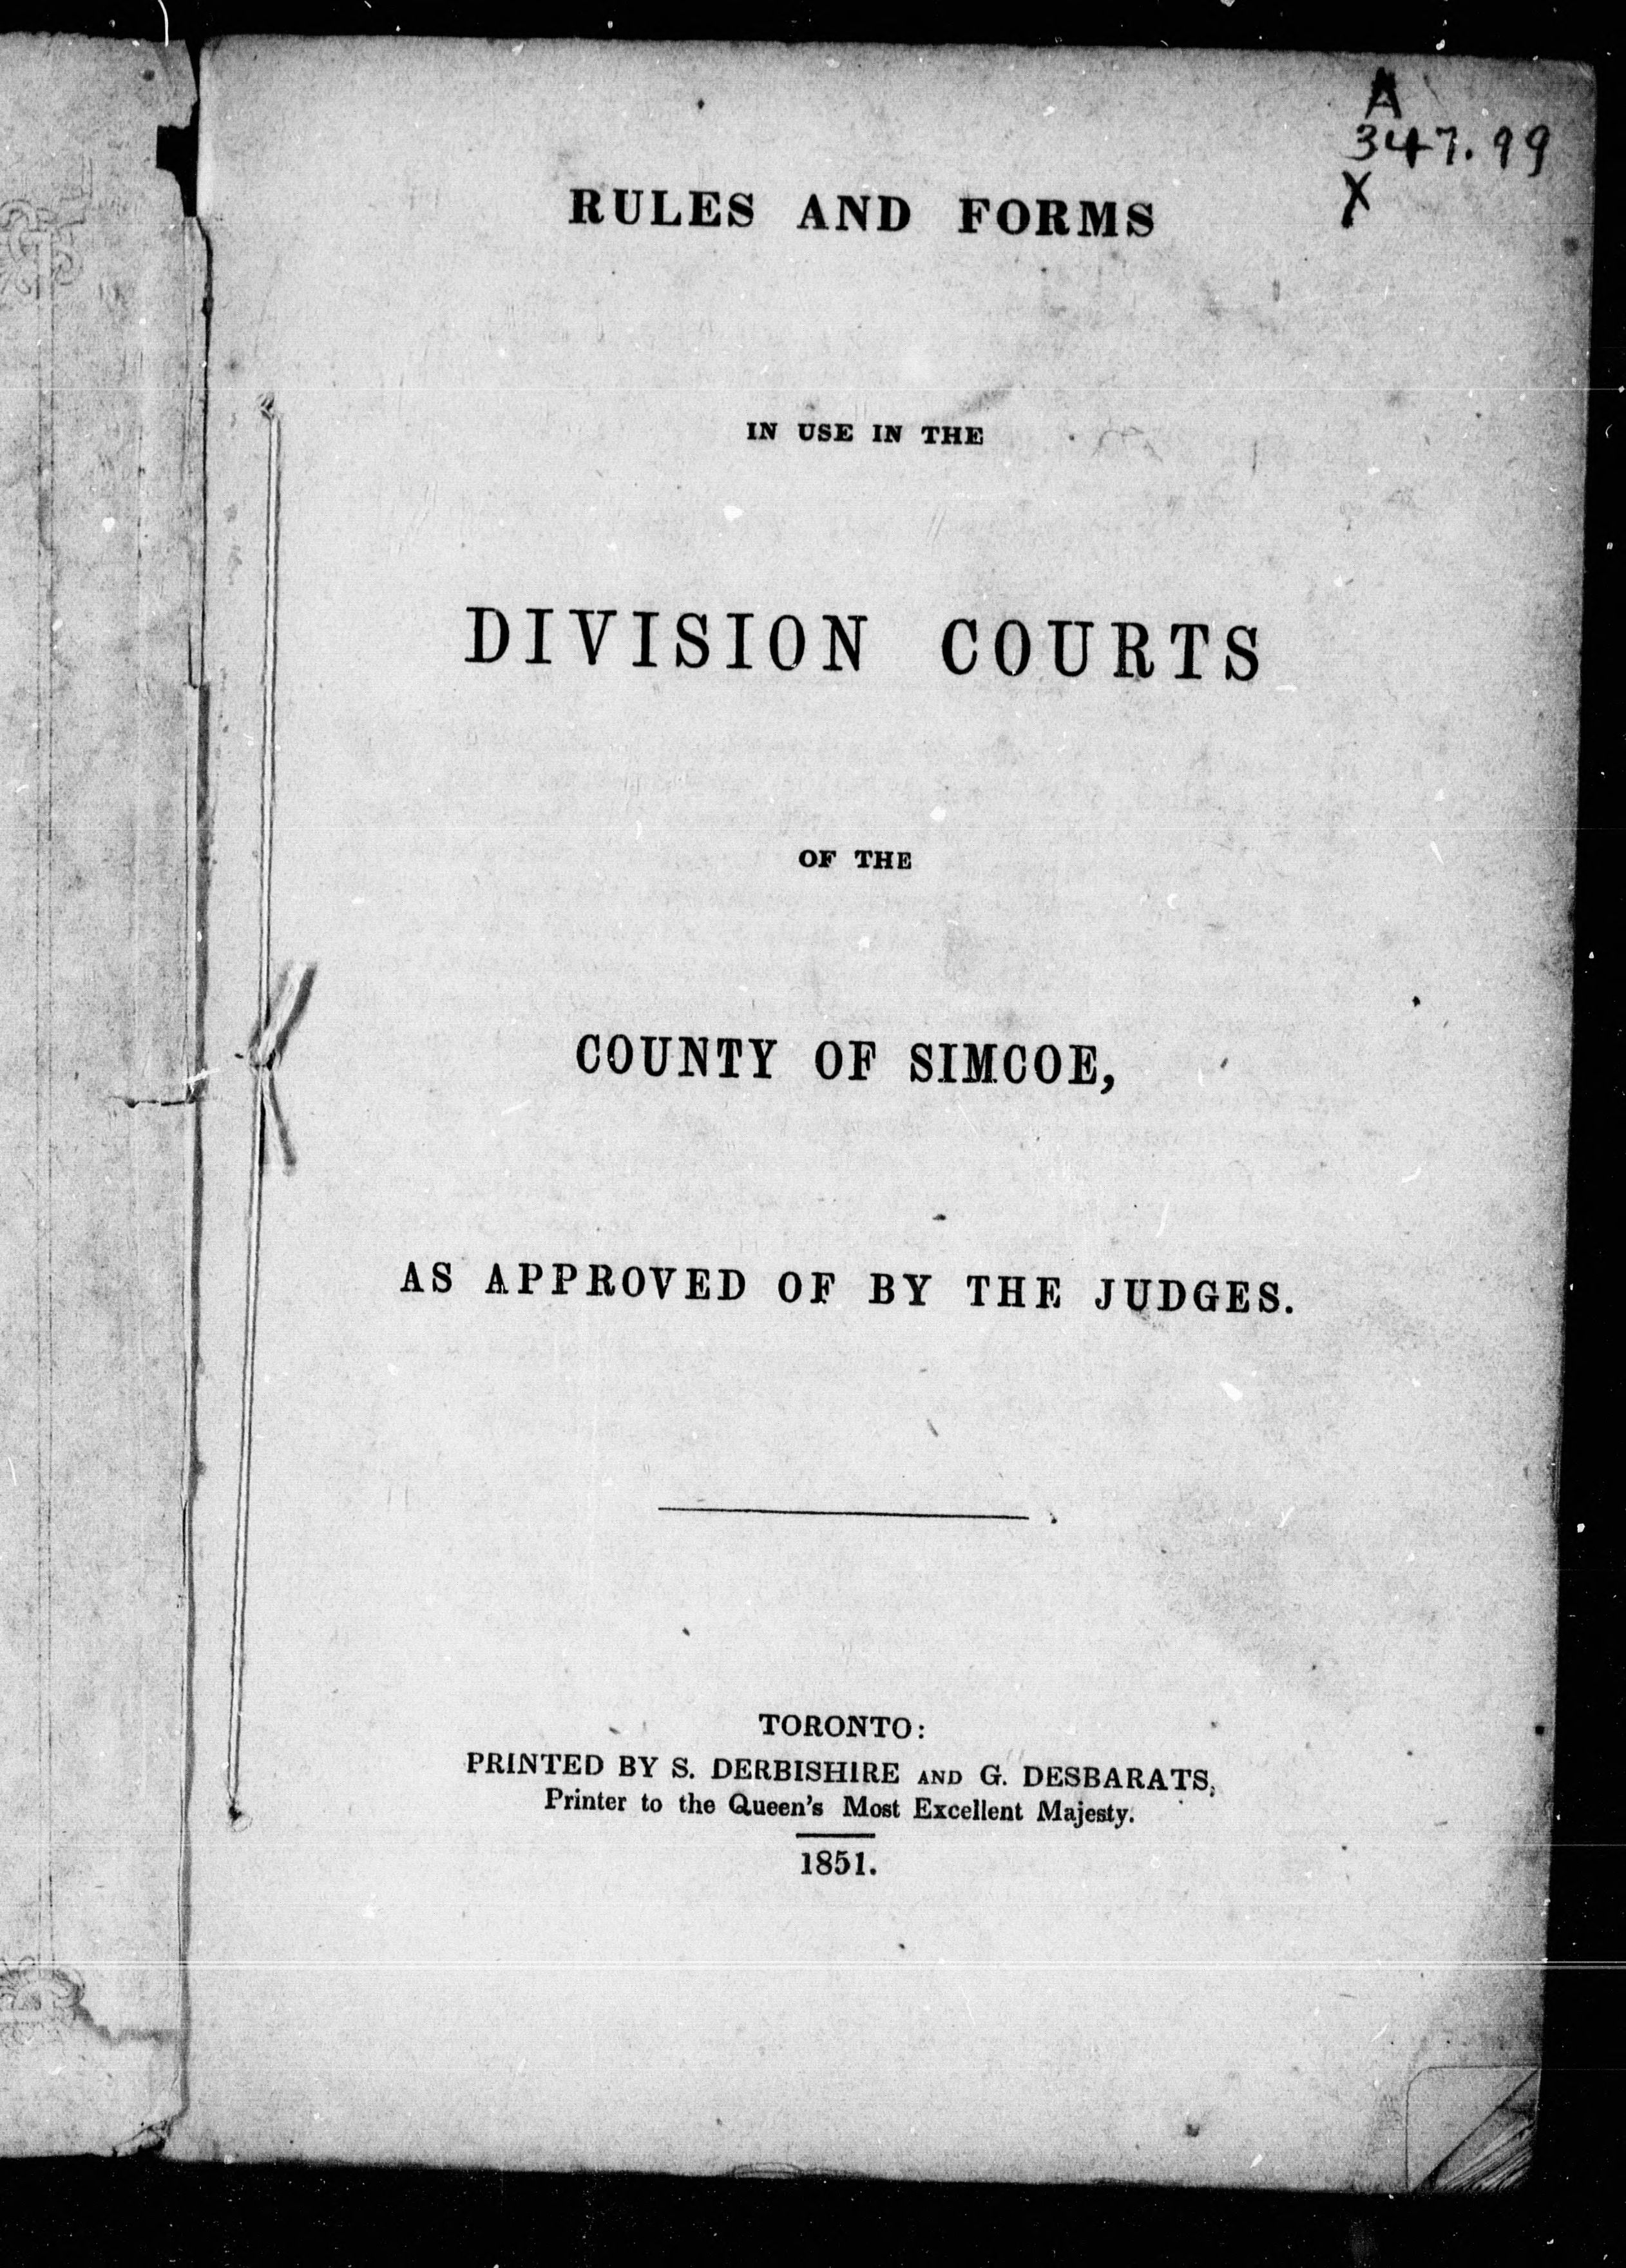 A
347.99
X
RULES AND FORMS
IN USE IN THE
DIVISION COURTS
OF THE
COUNTY OF SIMCOE,
AS APPROVED OF BY THE JUDGES.
TORONTO:
PRINTED BY S. DERBISHIRE AND G. DESBARATS,
Printer to the Queen's Most Excellent Majesty.
1851.